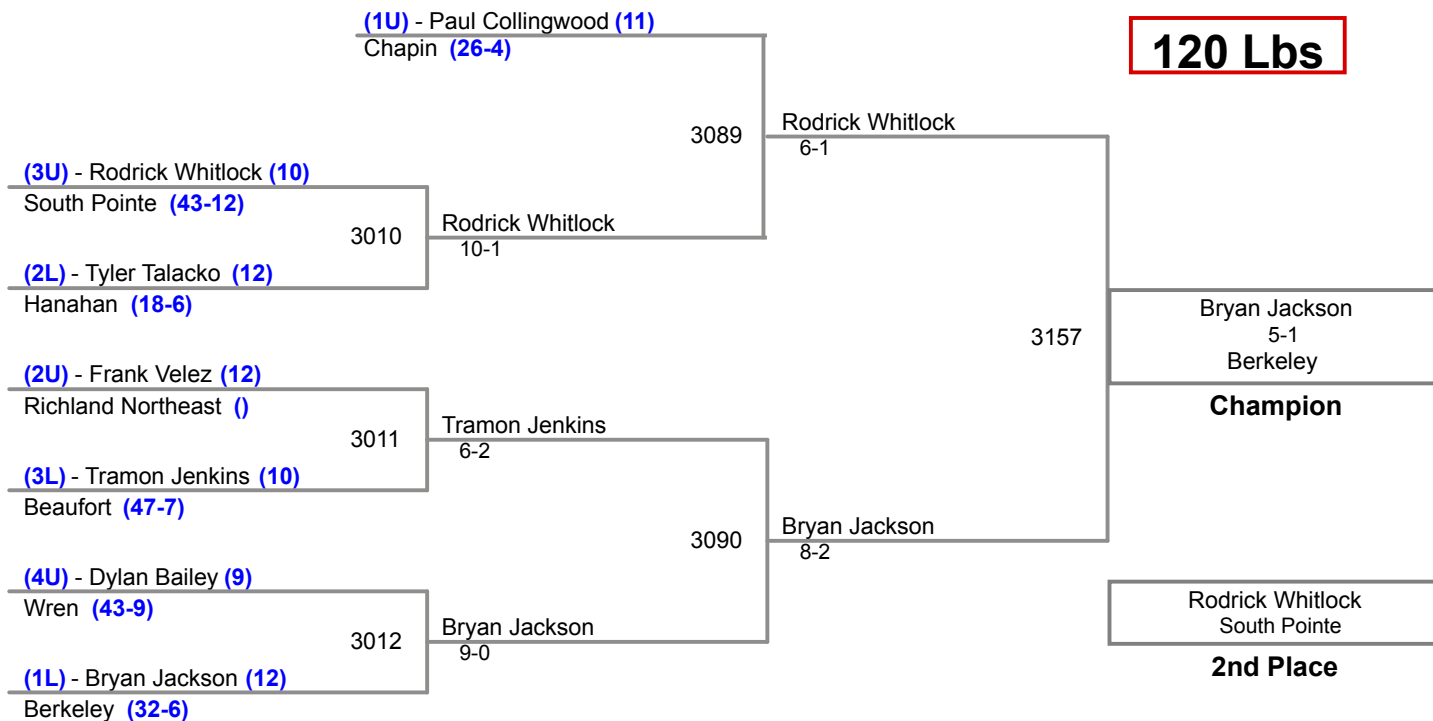 (1U) - Paul Collingwood (11)
Chapin (26-4)
120 Lbs
3089
Rodrick Whitlock
6-1
(3U) - Rodrick Whitlock (10)
South Pointe (43-12)
3010
Rodrick Whitlock
10-1
(2L) - Tyler Talacko (12)
Hanahan (18-6)
3157
Bryan Jackson
5-1
Berkeley
Champion
(2U) - Frank Velez (12)
Richland Northeast ()
3011
Tramon Jenkins
6-2
(3L) - Tramon Jenkins (10)
Beaufort (47-7)
3090
Bryan Jackson
8-2
(4U) - Dylan Bailey (9)
Wren (43-9)
3012
Bryan Jackson
9-0
(1L) - Bryan Jackson (12)
Berkeley (32-6)
Rodrick Whitlock
South Pointe
2nd Place